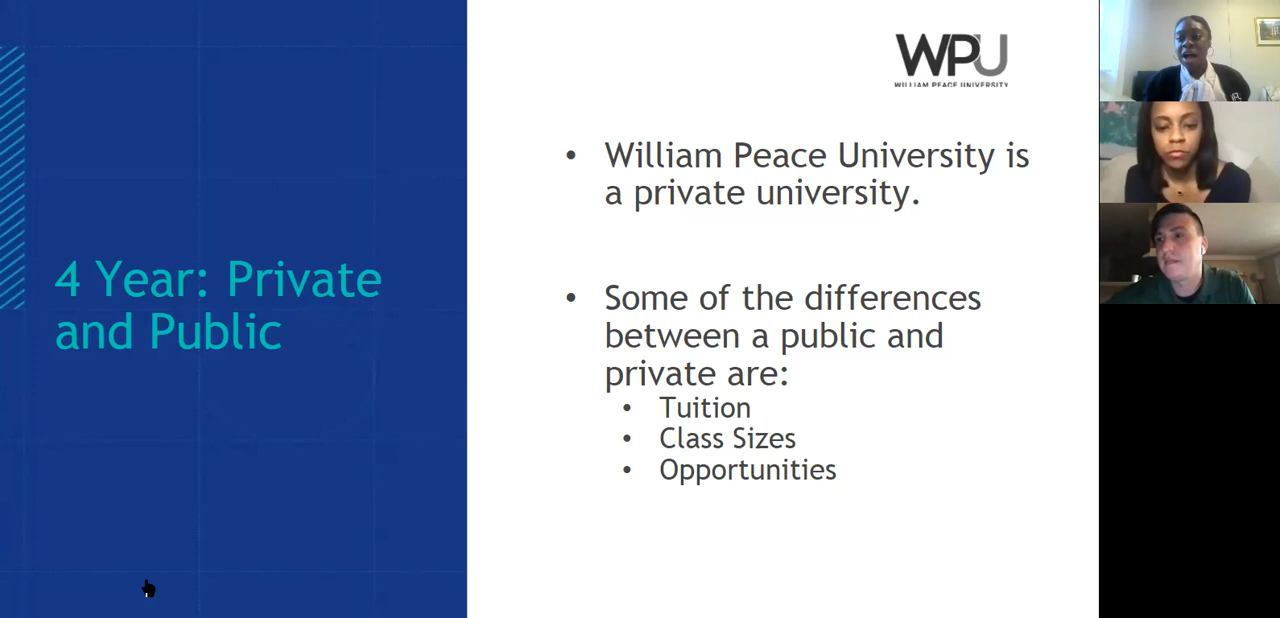 WPU
WILLIAM PEACE UNIVERSITY
4 Year: Private
and Public
• William Peace University is
a private university.
• Some of the differences
between a public and
private are:
• Tuition
• Class Sizes
• Opportunities